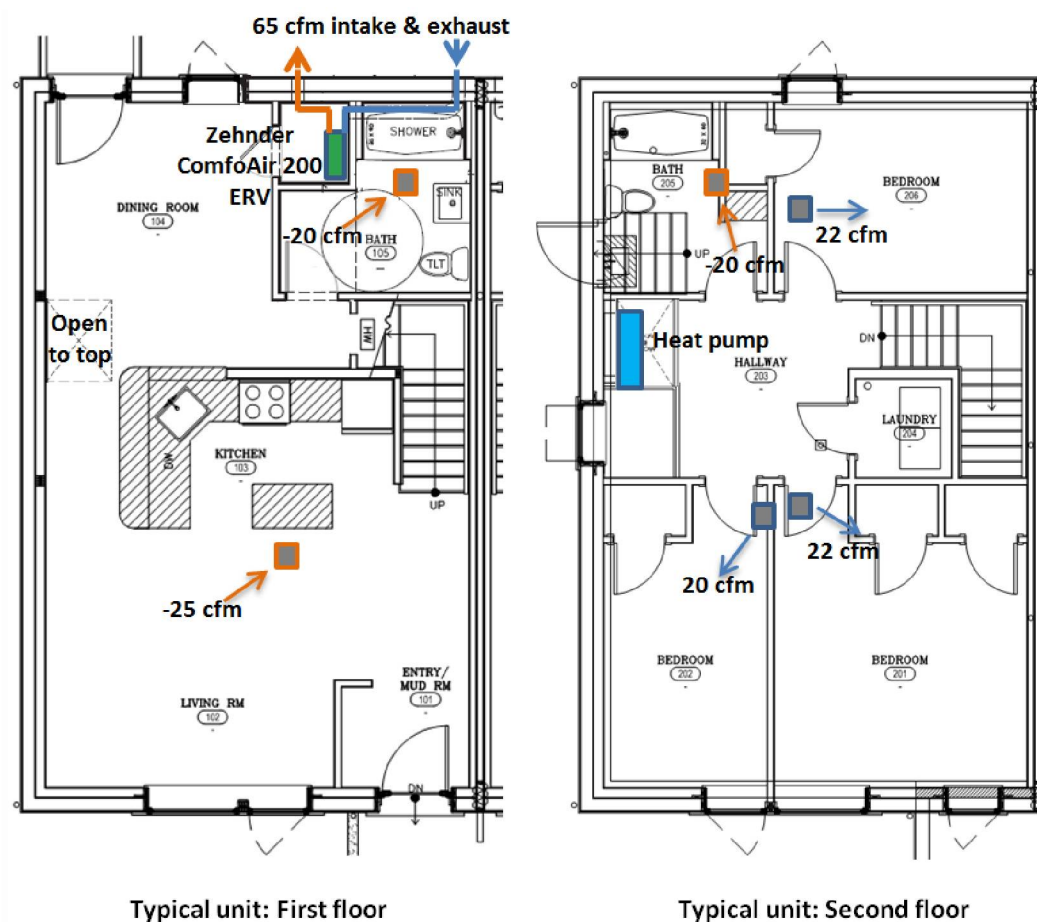 65 cfm intake & exhaust
Zehnder
ComfoAir 200
ERV
SHOWER
SINK
-20 cfm
BATH
105
TLT
DINING ROOM
104
Open
to top
HW
KITCHEN
103
DW
UP
-25 cfm
LIVING RM
102
ENTRY/
MUD RM
101
DN
Typical unit: First floor
BATH
205
BEDROOM
206
22 cfm
-20 cfm
UP
Heat pump
HALLWAY
203
DN
LAUNDRY
204
22 cfm
20 cfm
BEDROOM
202
BEDROOM
201
Typical unit: Second floor